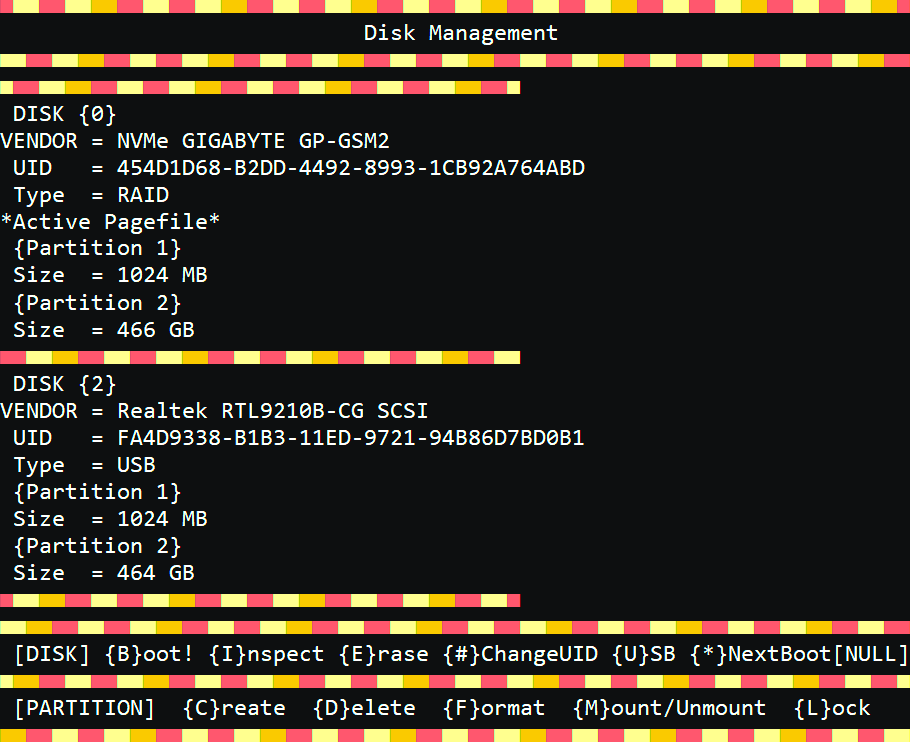 Disk Management
DISK {0}
VENDOR = NVMe GIGABYTE GP-GSM2
UID = 454D1D68-B2DD-4492-8993-1CB92A764ABD
Type = RAID
*Active Pagefile*
{Partition 1}
Size = 1024 MB
{Partition 2}
Size = 466 GB
DISK {2}
VENDOR = Realtek RTL9210B-CG SCSI
UID = FA4D9338-B1B3-11ED-9721-94B86D7BD0B1
Type = USB
{Partition 1}
Size = 1024 MB
{Partition 2}
Size = 464 GB
[DISK] {B}oot! {I}nspect {E}rase {#}ChangeUID {U}SB {*}NextBoot[NULL]
[PARTITION] {C}reate {D}elete {F}ormat {M}ount/Unmount {L}ock